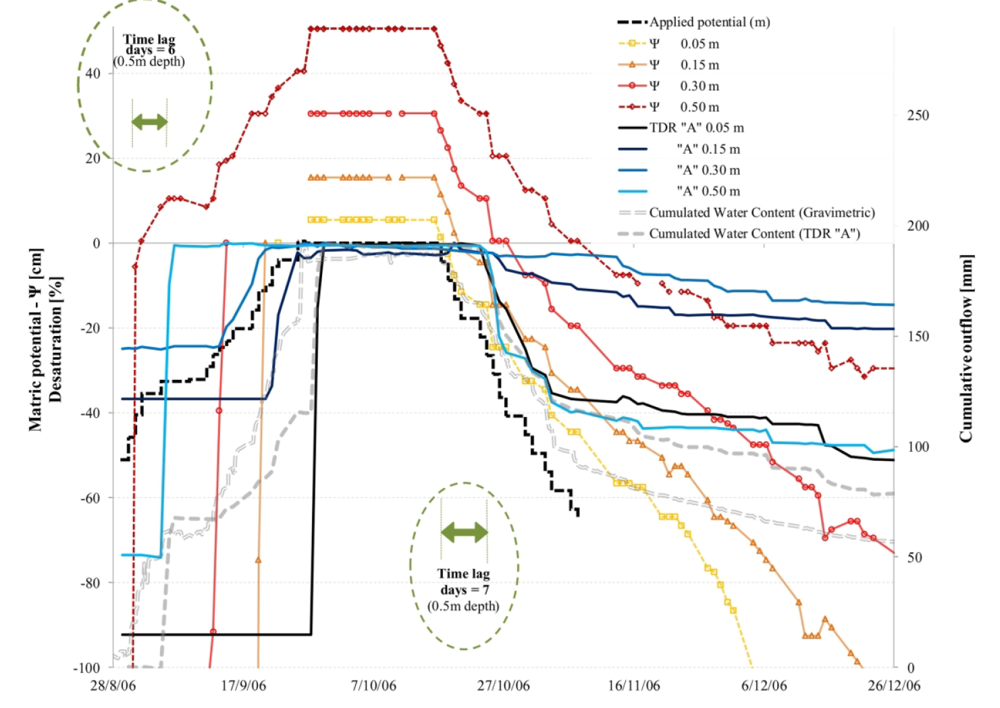 Time lag
days = 6
(0.5m depth)
Applied potential (m)
Ψ 0.05 m
Ψ 0.15 m
Ψ 0.30 m
Ψ 0.50 m
TDR "A" 0.05 m
"A" 0.15 m
"A" 0.30 m
"A" 0.50 m
Cumulated Water Content (Gravimetric)
Cumulated Water Content (TDR "A")
40
20
0
-20
-40
-60
-80
-100
Matric potential - Ψ [cm]
Desaturation [%]
250
200
150
100
50
0
Cumulative outflow [mm]
Time lag
days = 7
(0.5m depth)
28/8/06 17/9/06 7/10/06 27/10/06 16/11/06 6/12/06 26/12/06